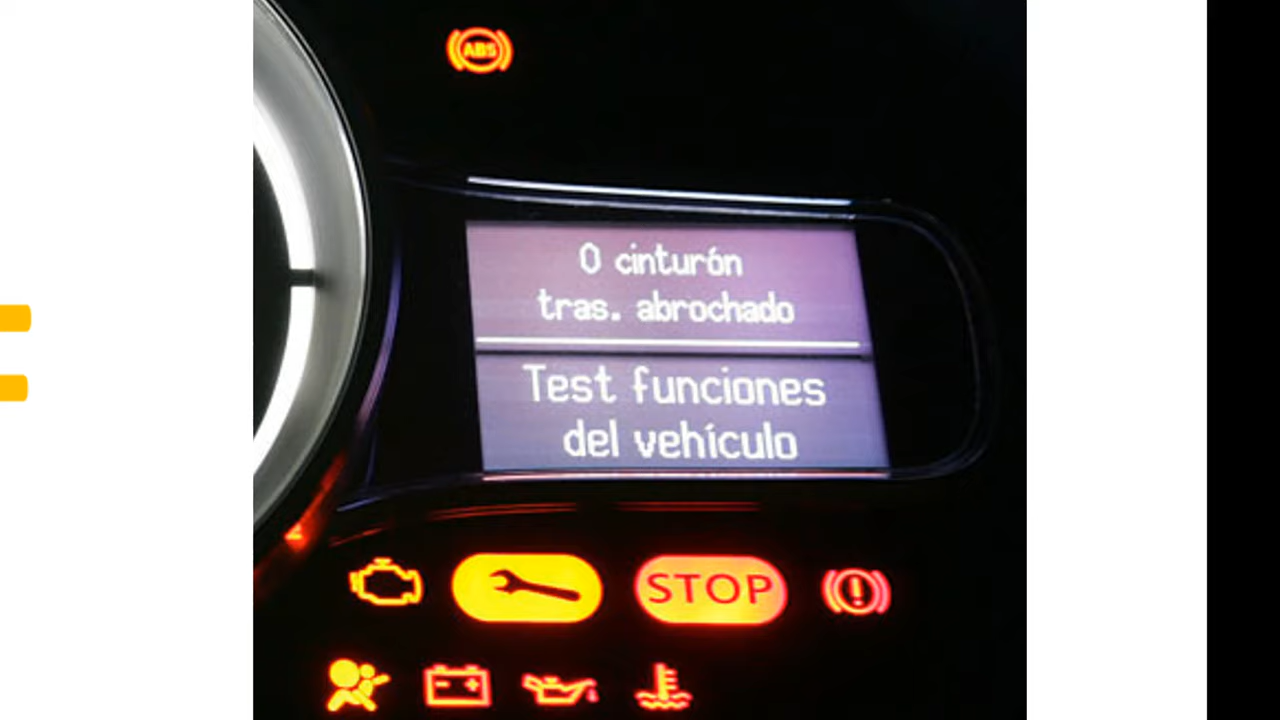 ABS
0 cinturón
tras. abrochado
Test funciones
del vehículo
STOP